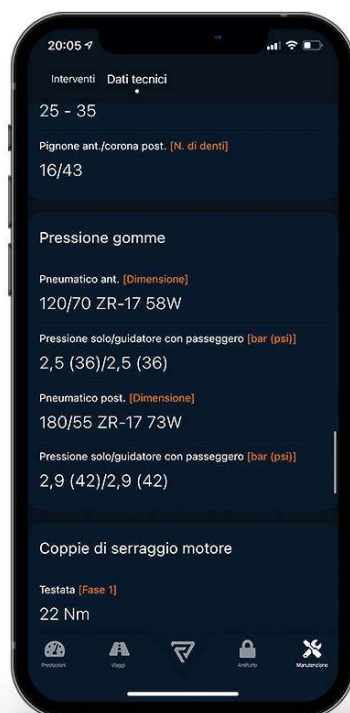 20:05
Interventi Dati tecnici
25 - 35
Pignone ant./corona post. [N. di denti]
16/43
Pressione gomme
Pneumatico ant. [Dimensione]
120/70 ZR-17 58W
Pressione solo/guidatore con passeggero [bar (psi)]
2,5 (36)/2,5 (36)
Pneumatico post. [Dimensione]
180/55 ZR-17 73W
Pressione solo/guidatore con passeggero [bar (psi)]
2,9 (42)/2,9 (42)
Coppie di serraggio motore
Testata [Fase 1]
22 Nm
Prestazioni Viaggi Antifurto Manutenzione